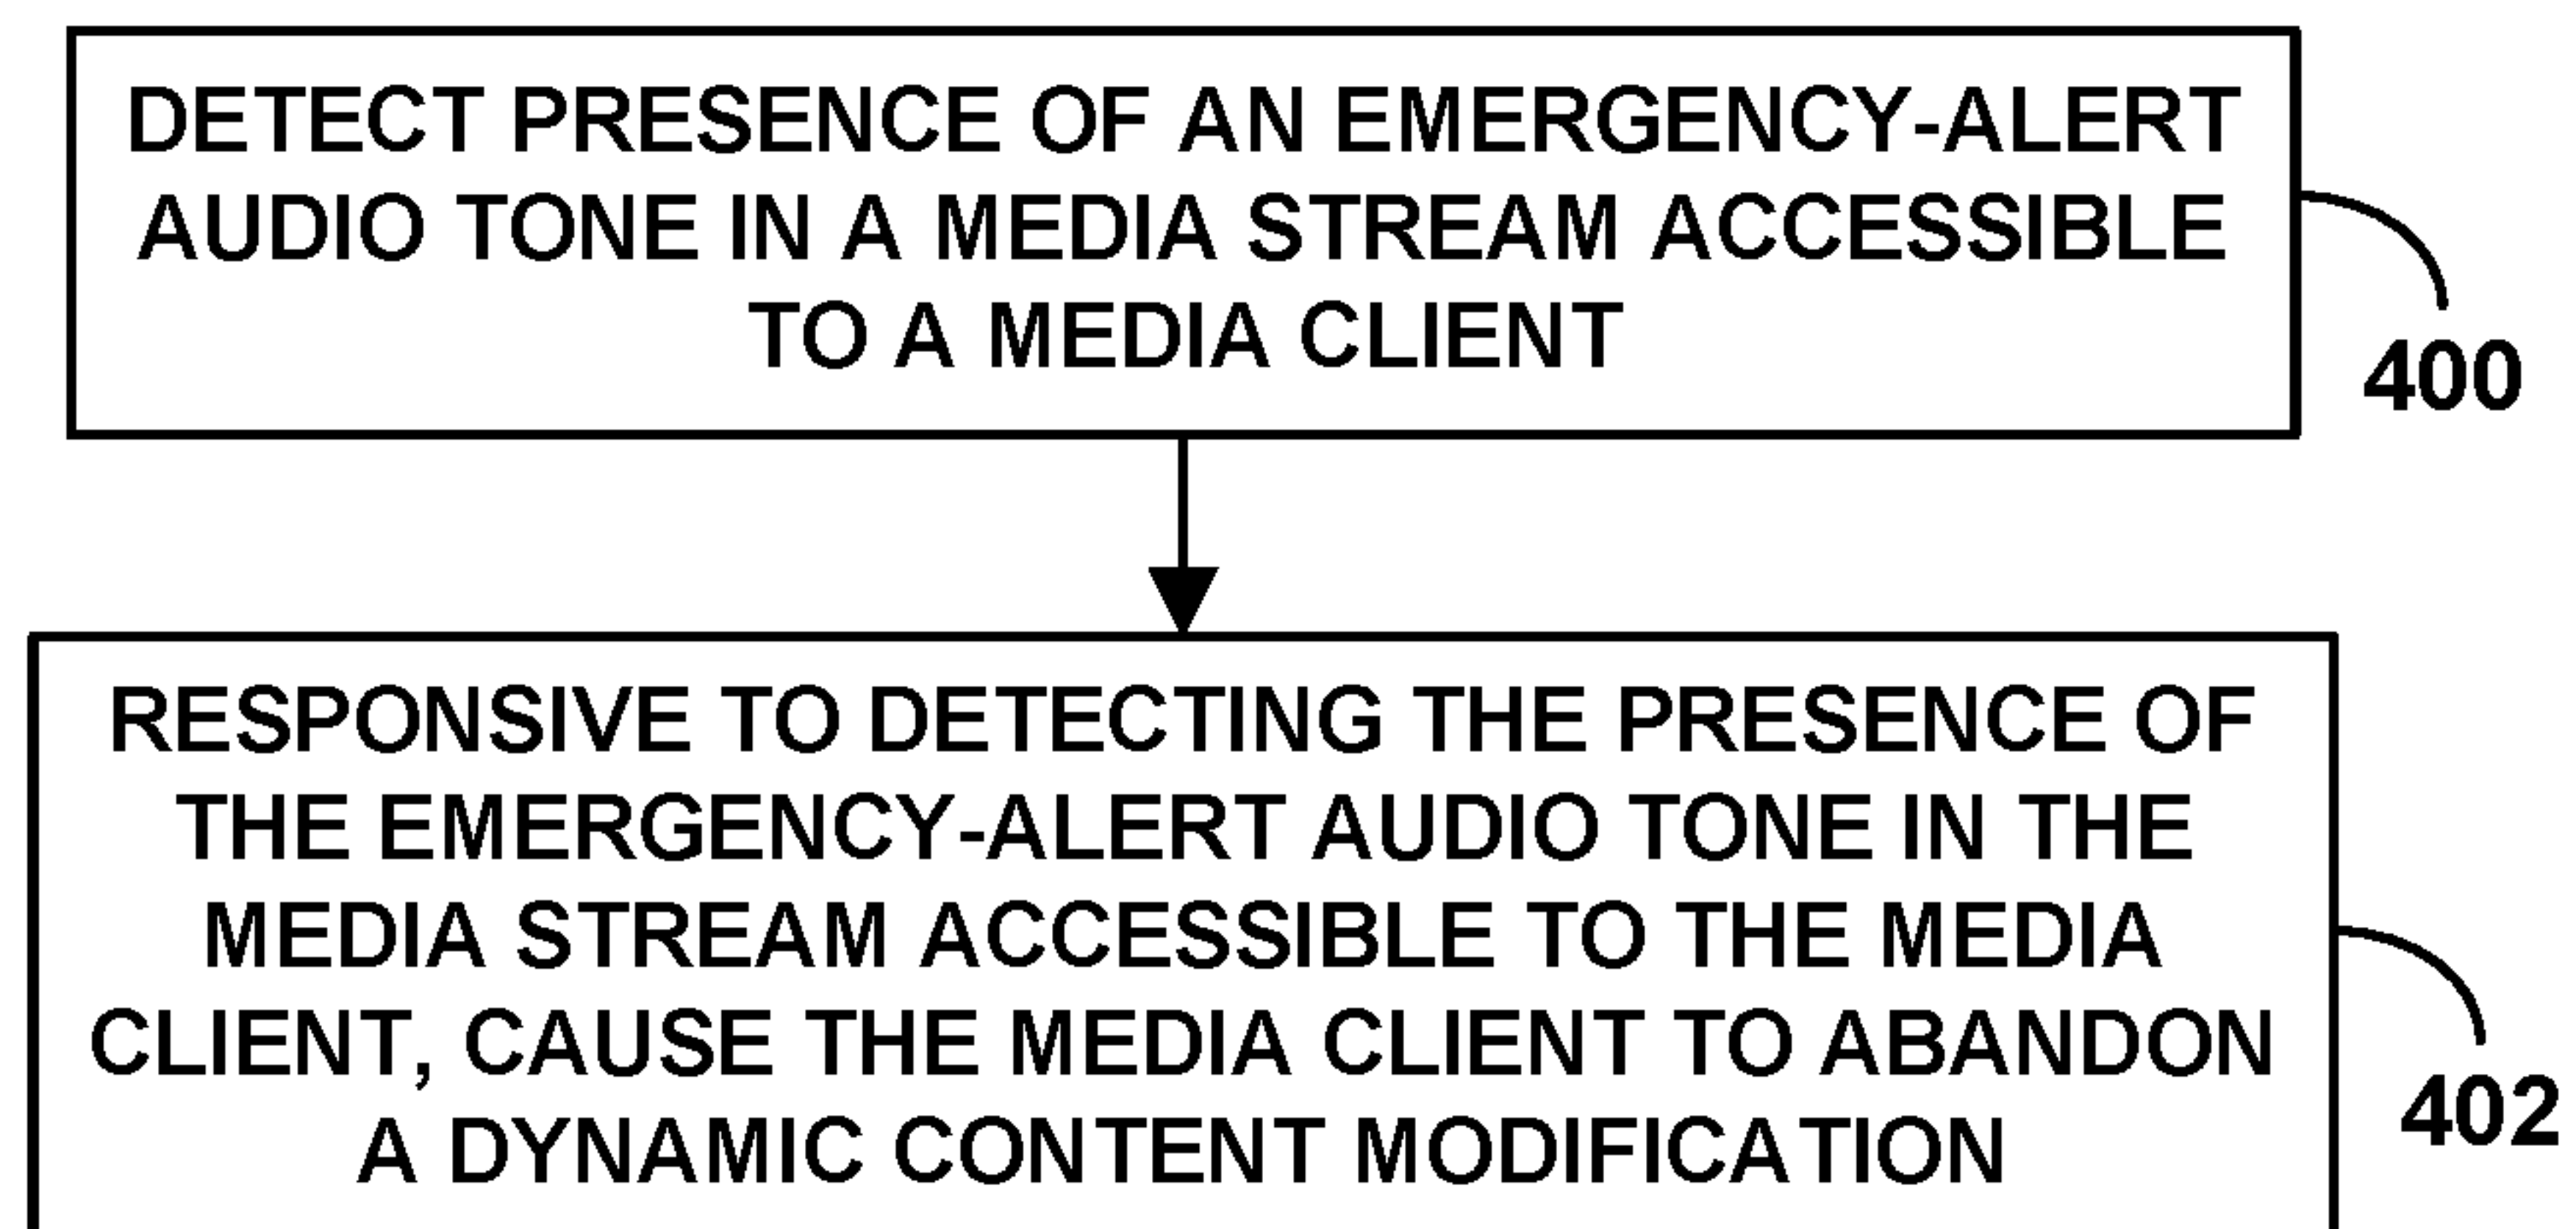 DETECT PRESENCE OF AN EMERGENCY-ALERT
AUDIO TONE IN A MEDIA STREAM ACCESSIBLE
TO A MEDIA CLIENT
400
RESPONSIVE TO DETECTING THE PRESENCE OF
THE EMERGENCY-ALERT AUDIO TONE IN THE
MEDIA STREAM ACCESSIBLE TO THE MEDIA
CLIENT, CAUSE THE MEDIA CLIENT TO ABANDON
A DYNAMIC CONTENT MODIFICATION
402